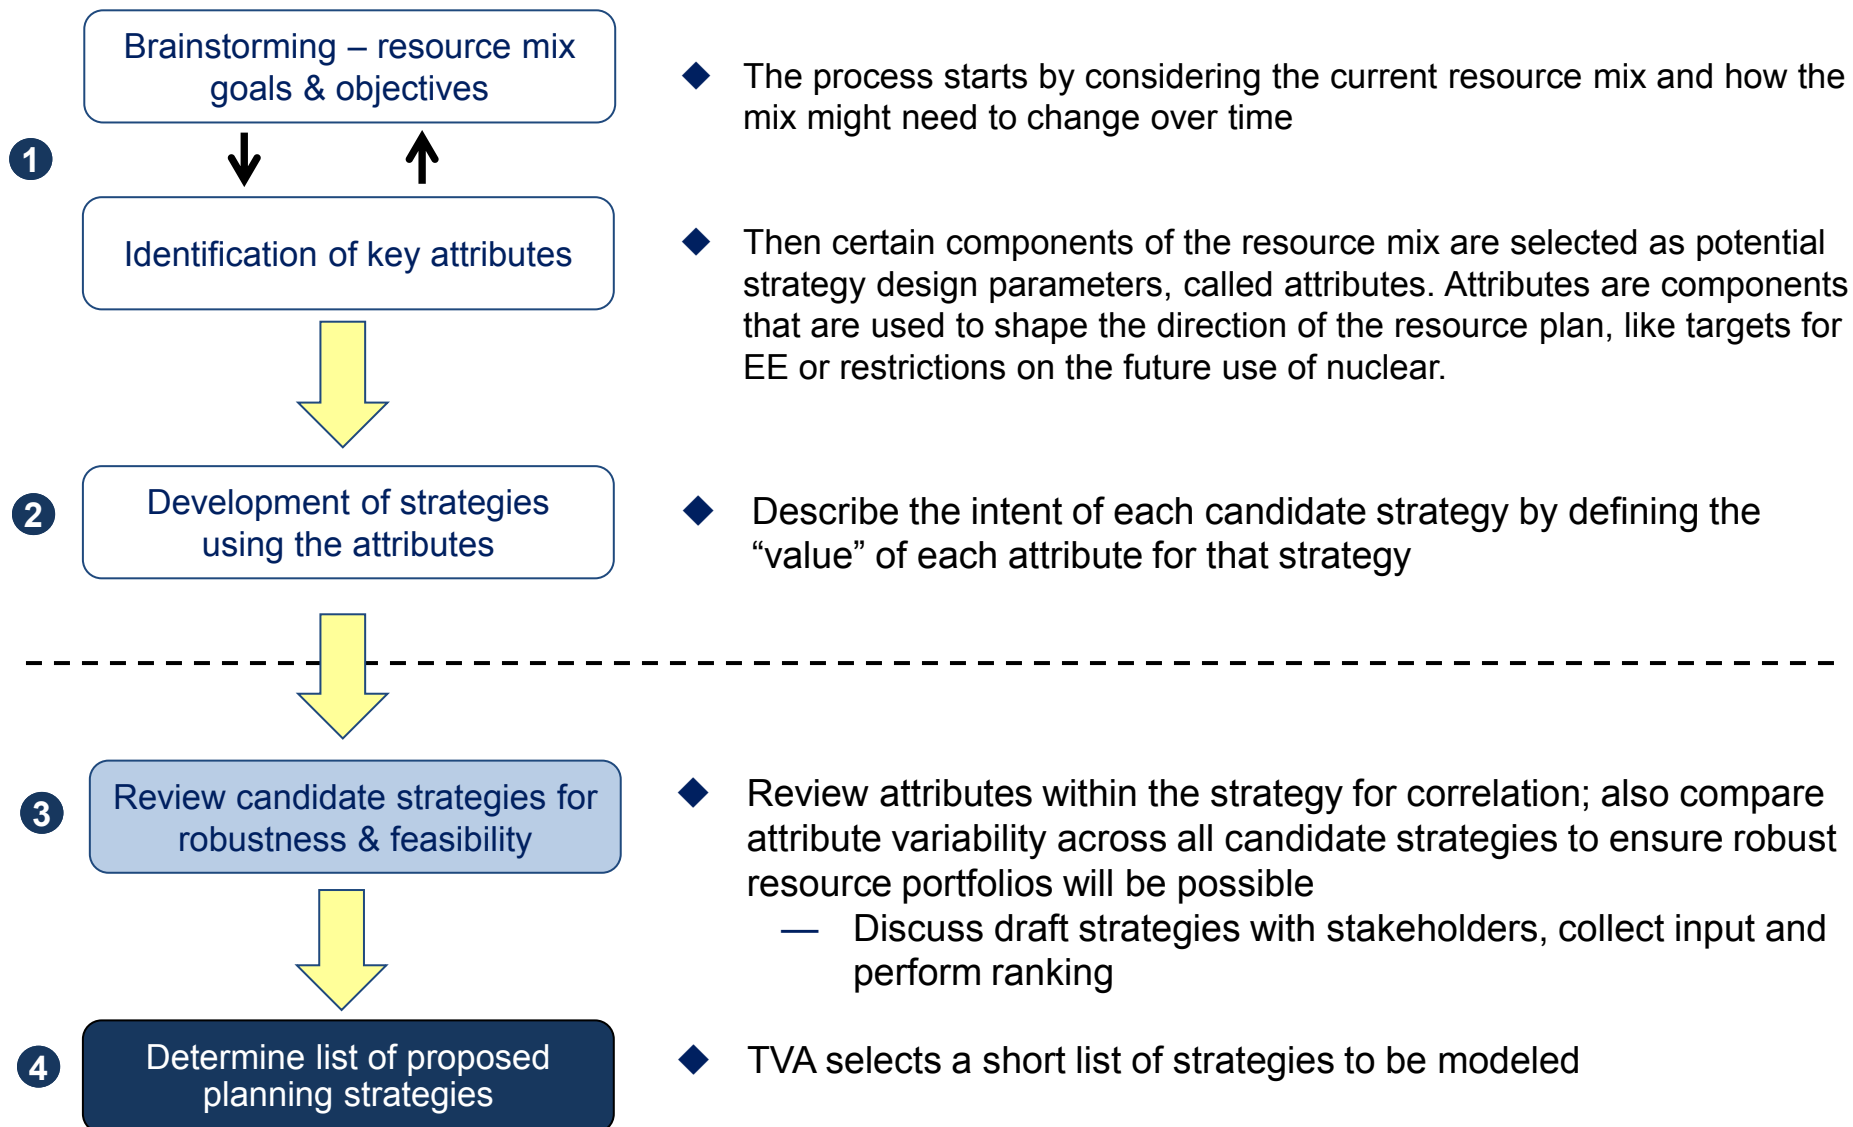 Brainstorming – resource mix
goals & objectives
◆ The process starts by considering the current resource mix and how the
mix might need to change over time
1
Identification of key attributes
◆ Then certain components of the resource mix are selected as potential
strategy design parameters, called attributes. Attributes are components
that are used to shape the direction of the resource plan, like targets for
EE or restrictions on the future use of nuclear.
2
Development of strategies
using the attributes
◆ Describe the intent of each candidate strategy by defining the
“value” of each attribute for that strategy
3
Review candidate strategies for
robustness & feasibility
◆ Review attributes within the strategy for correlation; also compare
attribute variability across all candidate strategies to ensure robust
resource portfolios will be possible
— Discuss draft strategies with stakeholders, collect input and
perform ranking
4
Determine list of proposed
planning strategies
◆ TVA selects a short list of strategies to be modeled